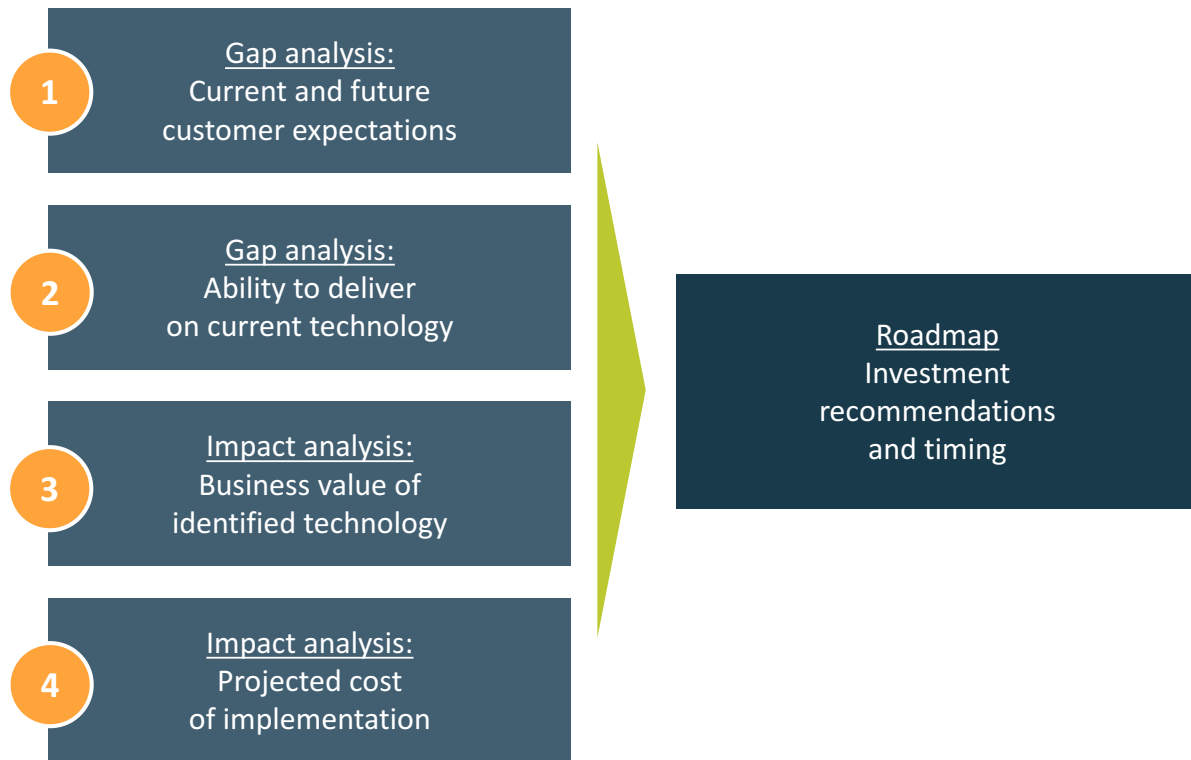 1
Gap analysis:
Current and future
customer expectations
2
Gap analysis:
Ability to deliver
on current technology
3
Impact analysis:
Business value of
identified technology
4
Impact analysis:
Projected cost
of implementation
Roadmap
Investment
recommendations
and timing